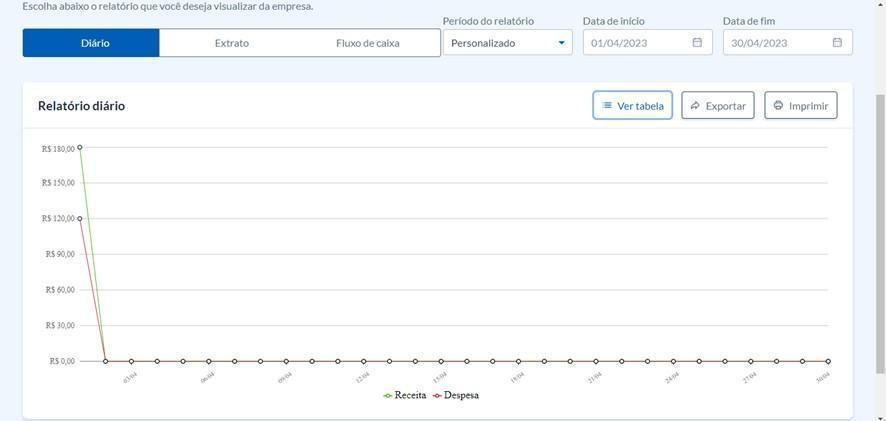 Escolha abaixo o relatório que você deseja visualizar da empresa.
Período do relatório Data de início Data de fim
Diário Extrato Fluxo de caixa Personalizado 01/04/2023 30/04/2023
Relatório diário Ver tabela Exportar Imprimir
R$ 180,00
R$ 150,00
R$ 120,00
R$ 90,00
R$ 60,00
R$ 30,00
R$ 0,00
03/04 06/04 09/04 12/04 15/04 18/04 21/04 24/04 27/04 30/04
Receita Despesa